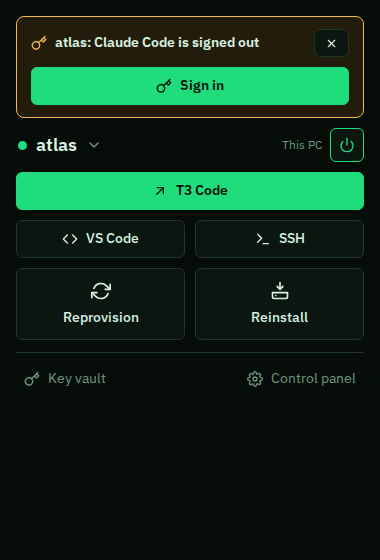 atlas: Claude Code is signed out
Sign in
atlas
This PC
T3 Code
VS Code
SSH
Reprovision
Reinstall
Key vault
Control panel